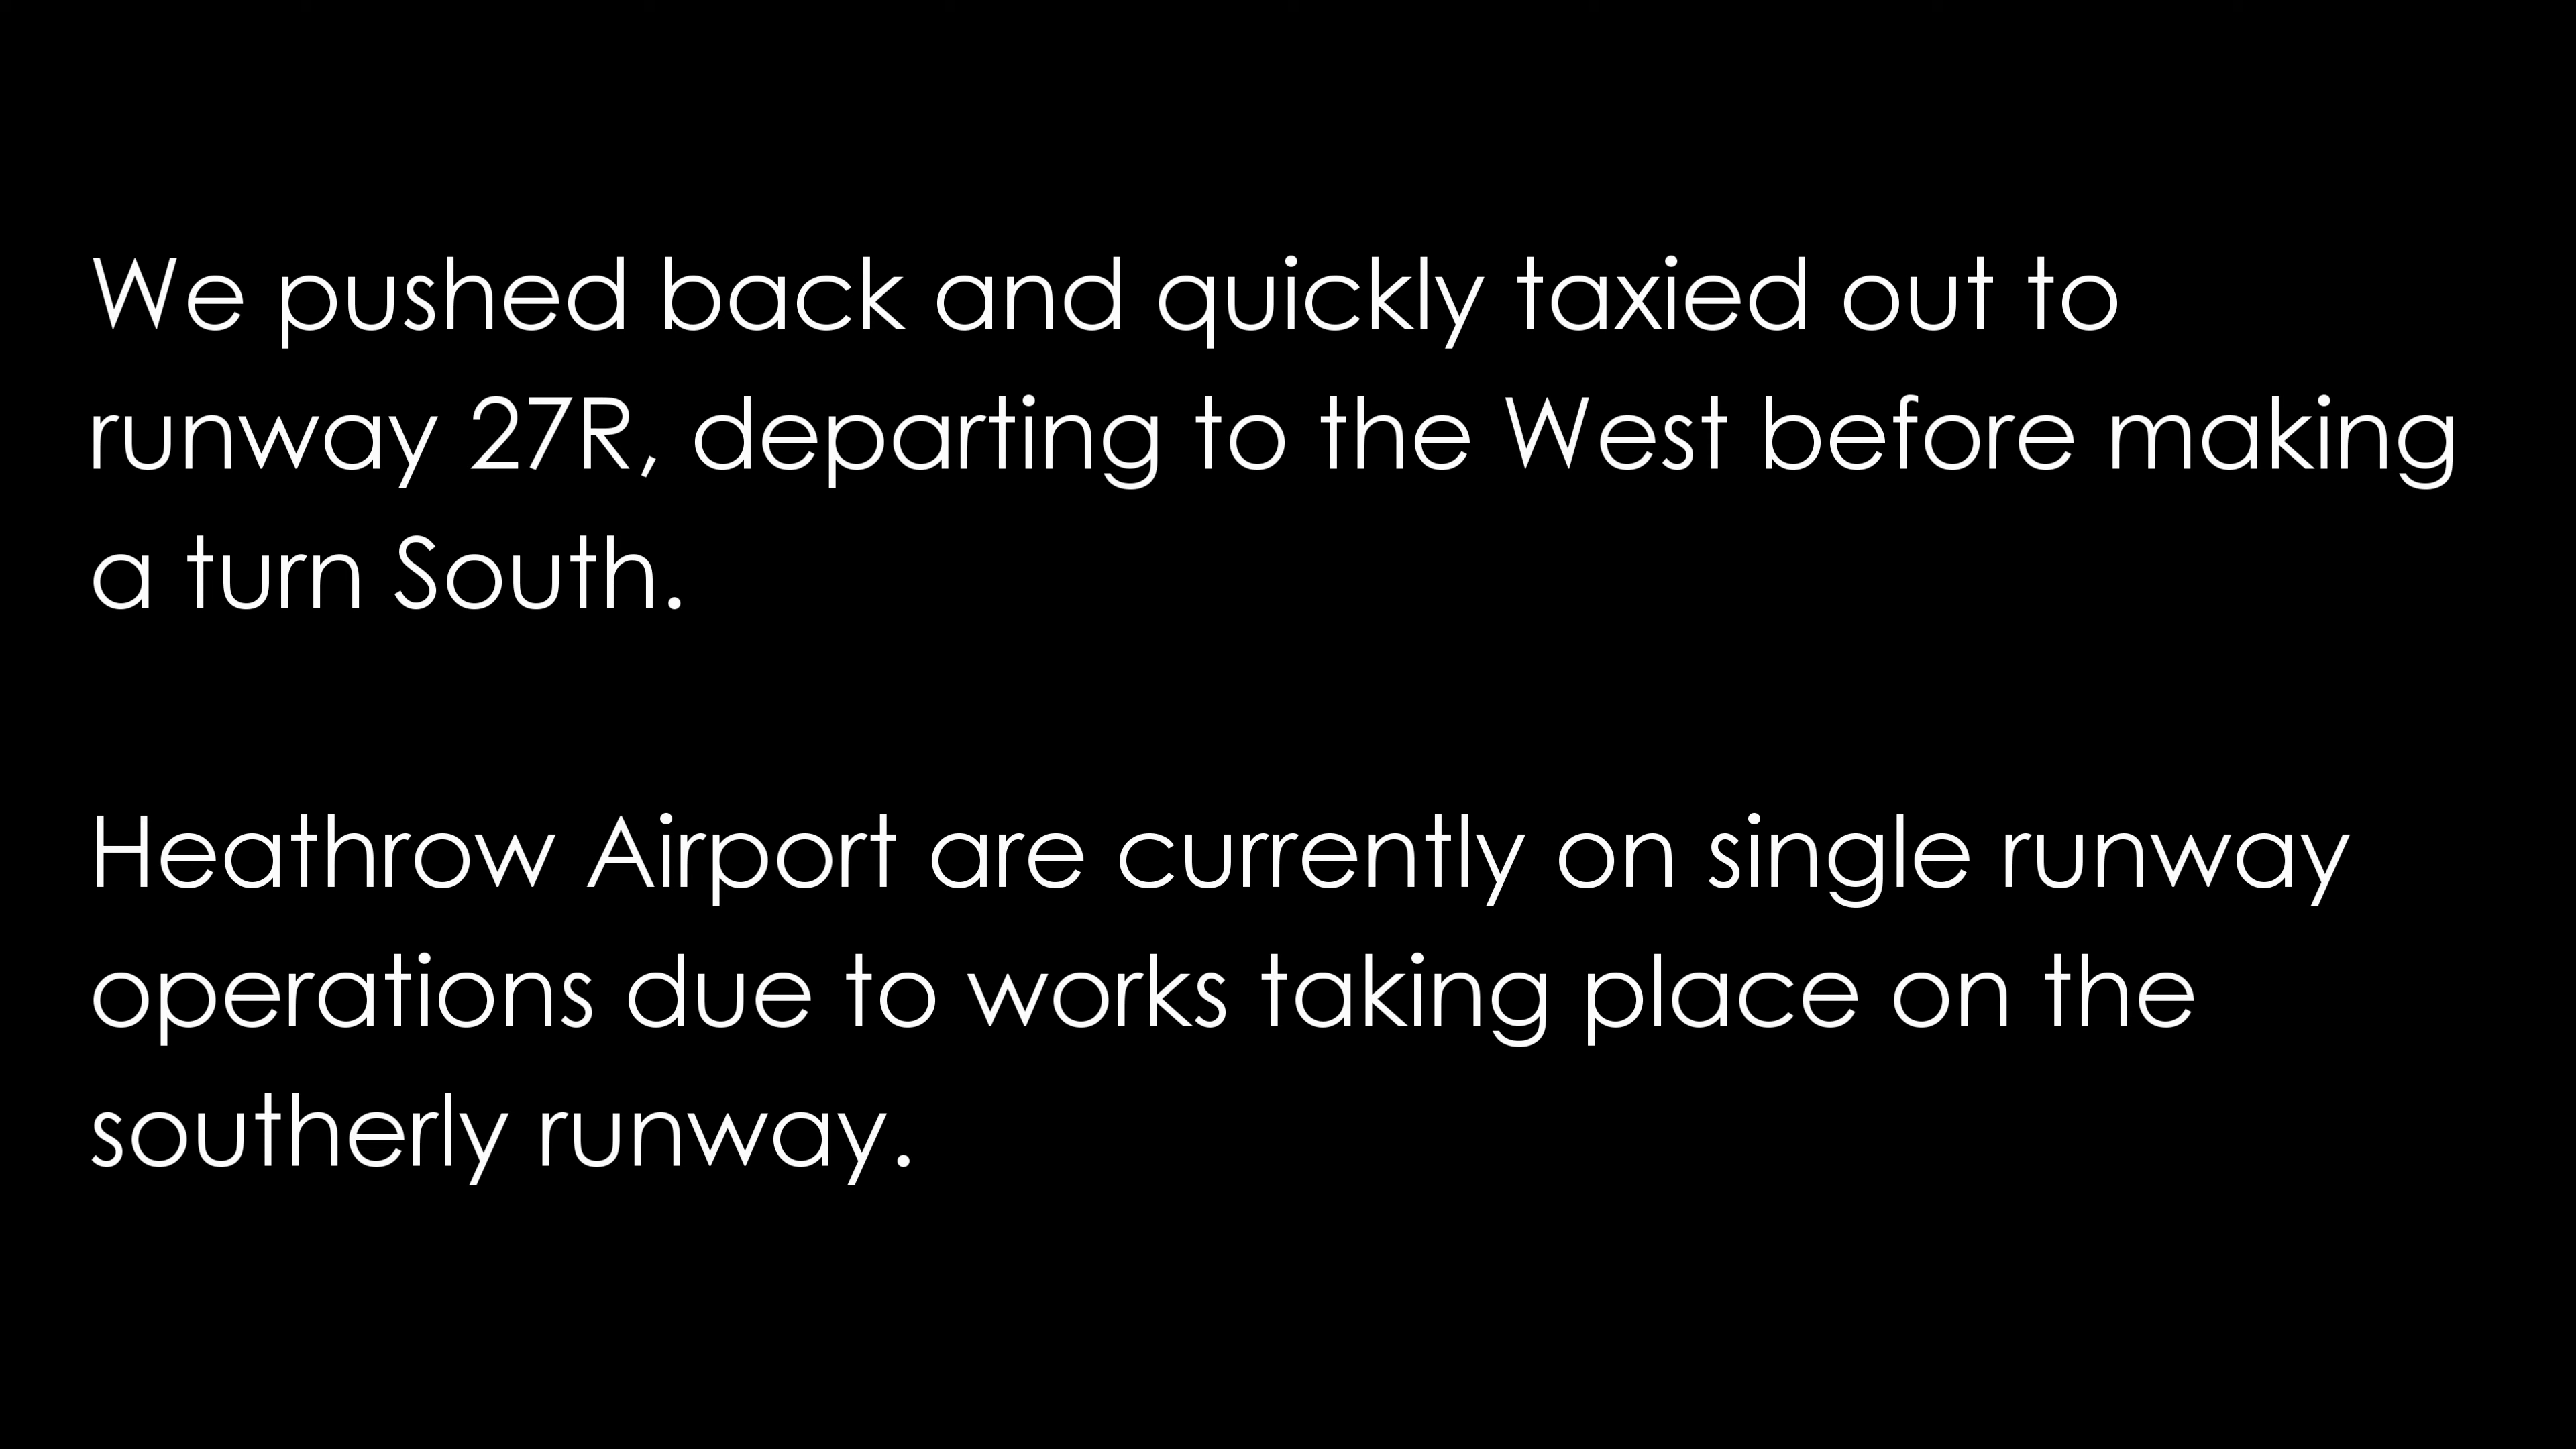 We pushed back and quickly taxied out to
runway 27R, departing to the West before making
a turn South.
Heathrow Airport are currently on single runway
operations due to works taking place on the
southerly runway.